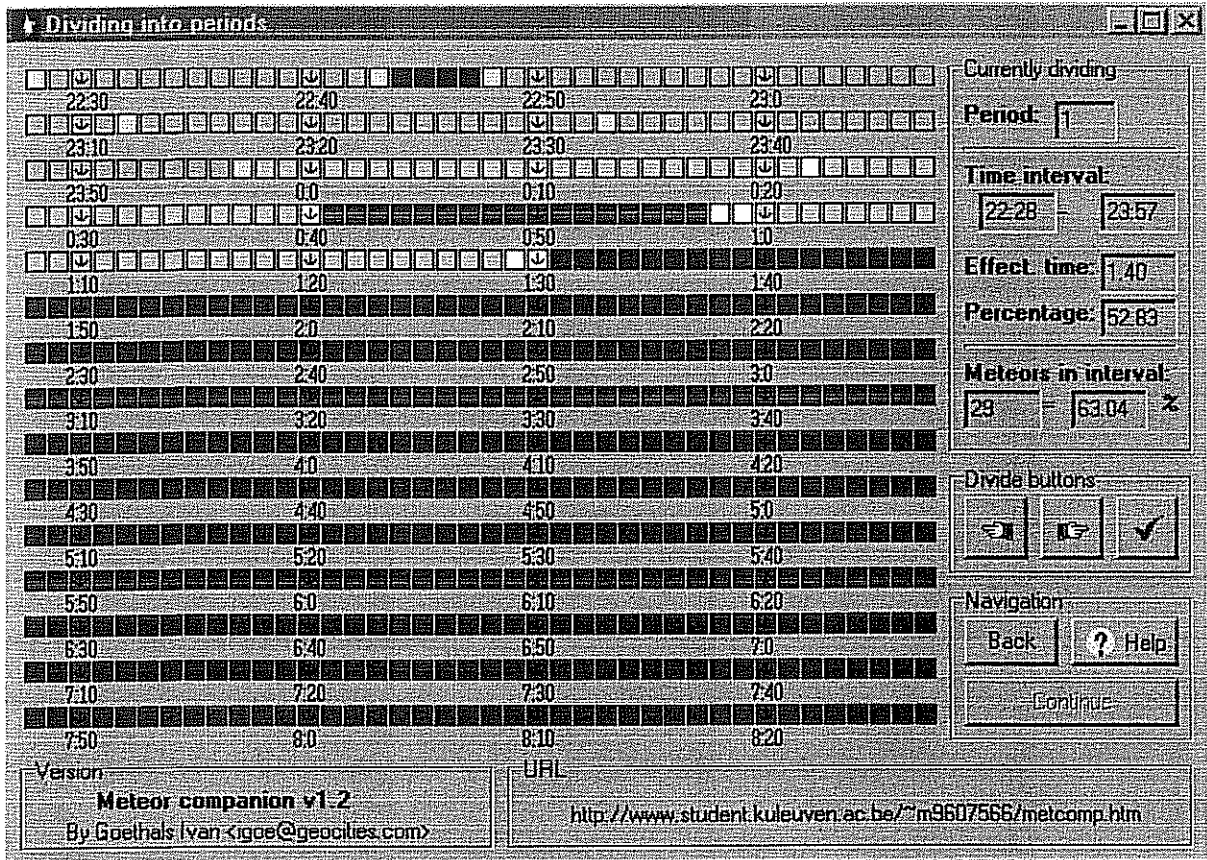 Dividing into periods
22:30 22:40 22:50 23:0
23:10 23:20 23:30 23:40
23:50 0:0 0:10 0:20
0:30 0:40 0:50 1:0
1:10 1:20 1:30 1:40
1:50 2:0 2:10 2:20
2:30 2:40 2:50 3:0
3:10 3:20 3:30 3:40
3:50 4:0 4:10 4:20
4:30 4:40 4:50 5:0
5:10 5:20 5:30 5:40
5:50 6:0 6:10 6:20
6:30 6:40 6:50 7:0
7:10 7:20 7:30 7:40
7:50 8:0 8:10 8:20
Currently dividing
Period: 1
Time interval:
22:28 - 23:57
Effect. time: 1.40
Percentage: 52.83
Meteors in interval:
29 = 63.04 %
Divide buttons
Navigation
Back ? Help
Continue
Version
Meteor companion v1.2
By Goethals Ivan <igoe@geocities.com>
URL
http://www.student.kuleuven.ac.be/~m9607566/metcomp.htm